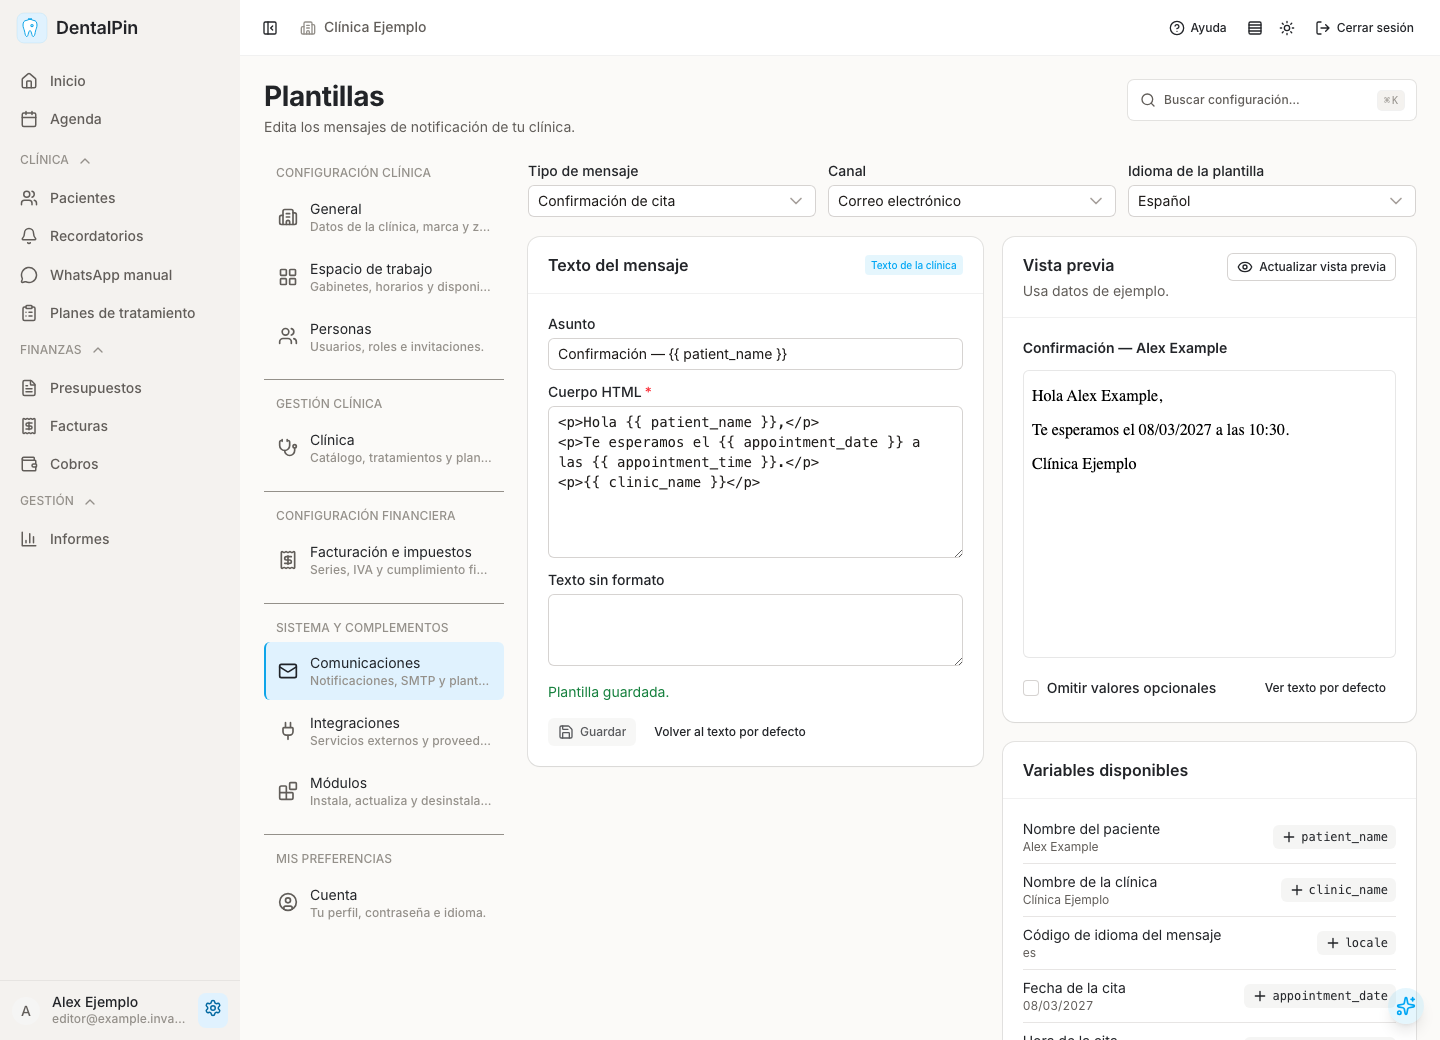 DentalPin
Inicio
Agenda
CLÍNICA
Pacientes
Recordatorios
WhatsApp manual
Planes de tratamiento
FINANZAS
Presupuestos
Facturas
Cobros
GESTIÓN
Informes
A
Alex Ejemplo
editor@example.inva...
Clínica Ejemplo
Ayuda
Cerrar sesión
Plantillas
Edita los mensajes de notificación de tu clínica.
Buscar configuración...
⌘ K
CONFIGURACIÓN CLÍNICA
General
Datos de la clínica, marca y z...
Espacio de trabajo
Gabinetes, horarios y disponi...
Personas
Usuarios, roles e invitaciones.
GESTIÓN CLÍNICA
Clínica
Catálogo, tratamientos y plan...
CONFIGURACIÓN FINANCIERA
Facturación e impuestos
Series, IVA y cumplimiento fi...
SISTEMA Y COMPLEMENTOS
Comunicaciones
Notificaciones, SMTP y plant...
Integraciones
Servicios externos y proveed...
Módulos
Instala, actualiza y desinstala...
MIS PREFERENCIAS
Cuenta
Tu perfil, contraseña e idioma.
Tipo de mensaje
Confirmación de cita
Canal
Correo electrónico
Idioma de la plantilla
Español
Texto del mensaje
Texto de la clínica
Asunto
Confirmación — {{ patient_name }}
Cuerpo HTML *
<p>Hola {{ patient_name }},</p>
<p>Te esperamos el {{ appointment_date }} a
las {{ appointment_time }}.</p>
<p>{{ clinic_name }}</p>
Texto sin formato
Plantilla guardada.
Guardar
Volver al texto por defecto
Vista previa
Usa datos de ejemplo.
Actualizar vista previa
Confirmación — Alex Example
Hola Alex Example,
Te esperamos el 08/03/2027 a las 10:30.
Clínica Ejemplo
Omitir valores opcionales
Ver texto por defecto
Variables disponibles
Nombre del paciente
Alex Example
patient_name
Nombre de la clínica
Clínica Ejemplo
clinic_name
Código de idioma del mensaje
es
locale
Fecha de la cita
08/03/2027
appointment_date
Hora de la cita